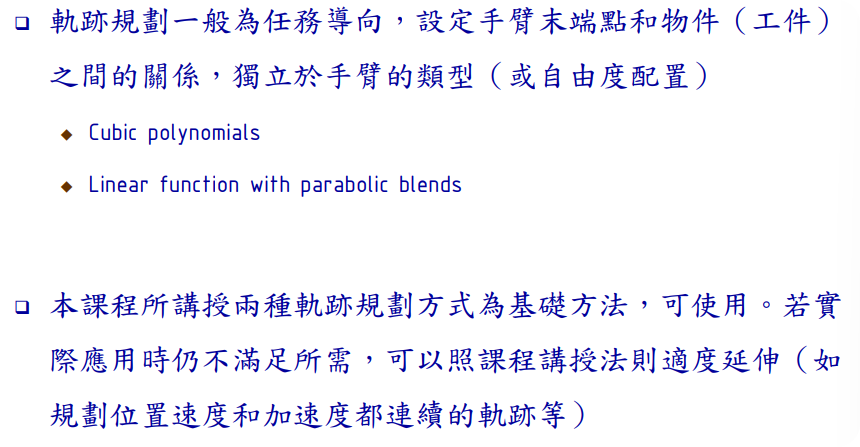 軌跡規劃一般為任務導向，設定手臂末端點和物件（工件）
之間的關係，獨立於手臂的類型（或自由度配置）
Cubic polynomials
Linear function with parabolic blends
本課程所講授兩種軌跡規劃方式為基礎方法，可使用。若實
際應用時仍不滿足所需，可以照課程講授法則適度延伸（如
規劃位置速度和加速度都連續的軌跡等）